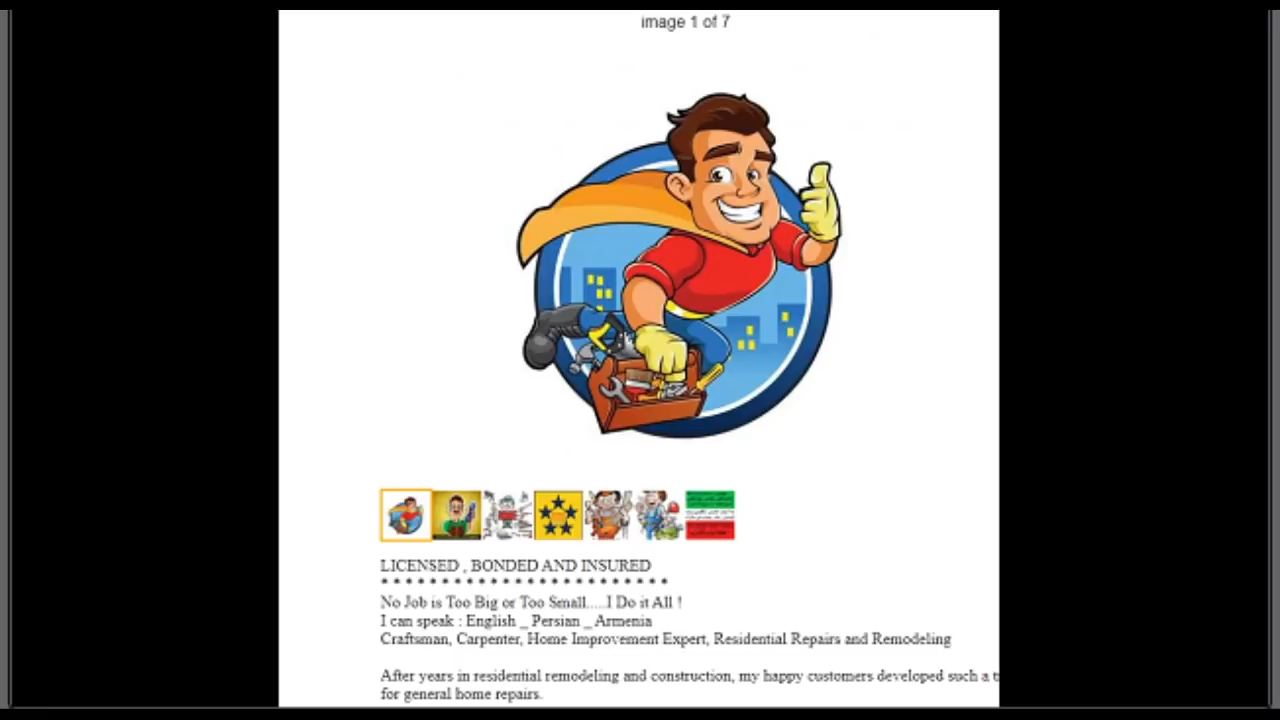 image 1 of 7
LICENSED , BONDED AND INSURED
* * * * * * * * * * * * * * * * * * * * * * * *
No Job is Too Big or Too Small.....I Do it All !
I can speak : English _ Persian _ Armenia
Craftsman, Carpenter, Home Improvement Expert, Residential Repairs and Remodeling
After years in residential remodeling and construction, my happy customers developed such a
for general home repairs.